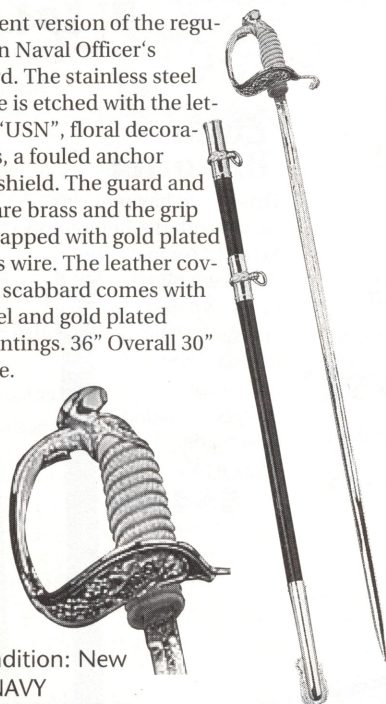 ent version of the regu-
n Naval Officer‘s
d. The stainless steel
e is etched with the let-
“USN”, floral decora-
s, a fouled anchor
shield. The guard and
are brass and the grip
apped with gold plated
s wire. The leather cov-
scabbard comes with
el and gold plated
ntings. 36” Overall 30”
e.
dition: New
NAVY